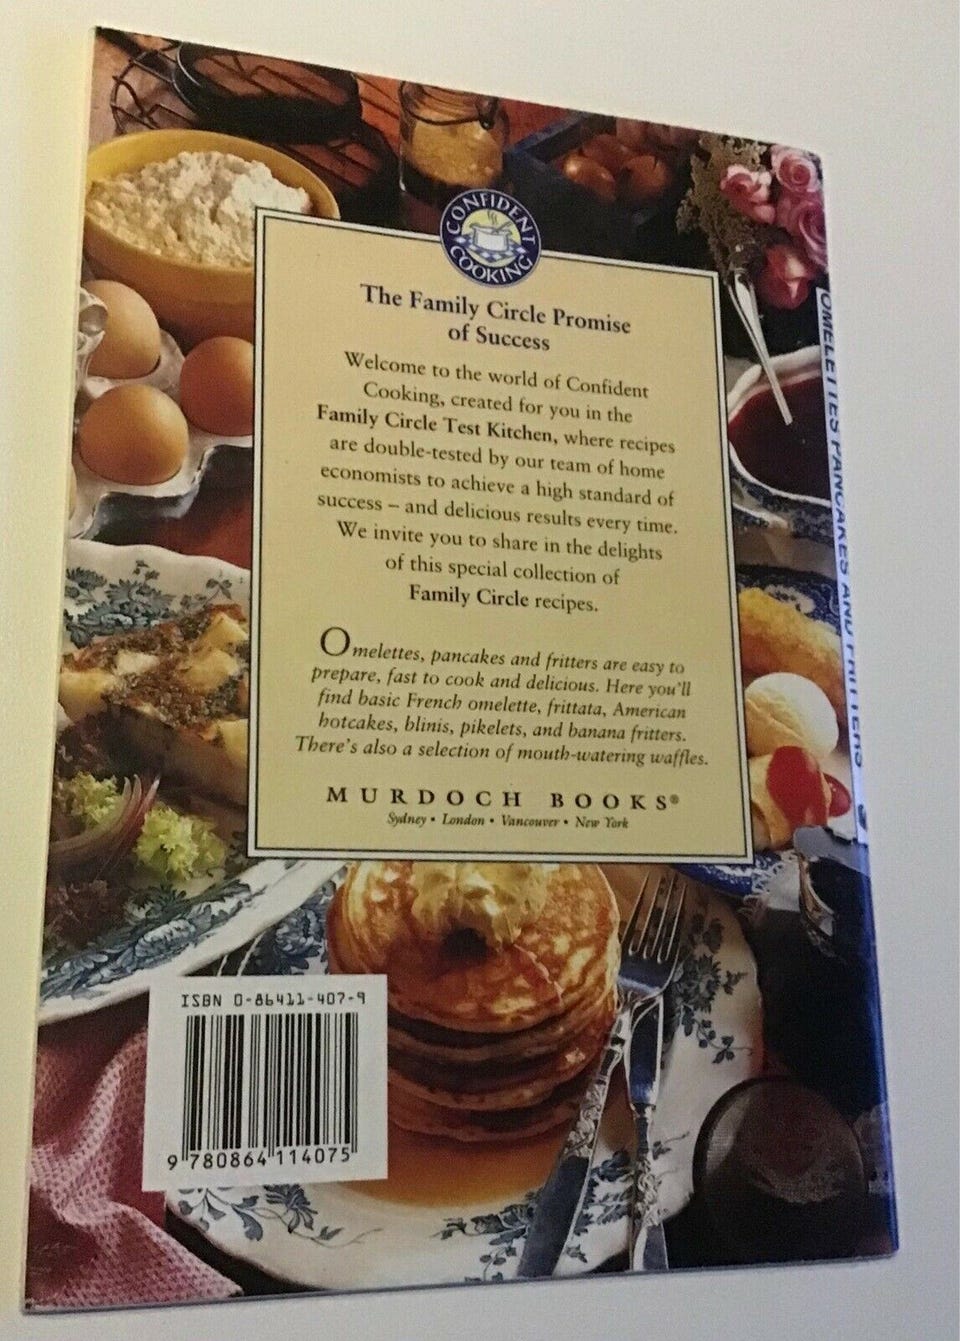 CONFIDENT
COOKING
The Family Circle Promise
of Success
Welcome to the world of Confident
Cooking, created for you in the
Family Circle Test Kitchen, where recipes
are double-tested by our team of home
economists to achieve a high standard of
success – and delicious results every time.
We invite you to share in the delights
of this special collection of
Family Circle recipes.
Omelettes, pancakes and fritters are easy to
prepare, fast to cook and delicious. Here you'll
find basic French omelette, frittata, American
hotcakes, blinis, pikelets, and banana fritters.
There's also a selection of mouth-watering waffles.
MURDOCH BOOKS®
Sydney • London • Vancouver • New York
ISBN 0-86411-407-9
9 780864 114075
OMELETTES PANCAKES AND FRITTERS